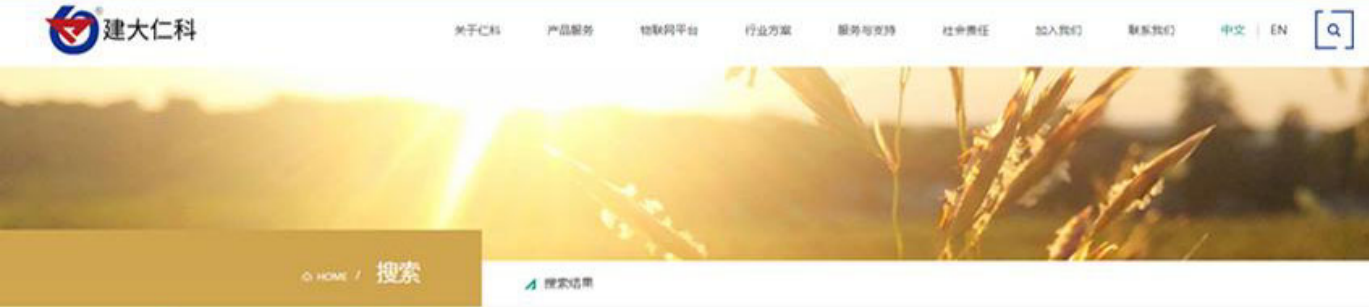 建大仁科
关于仁科 产品服务 物联网平台 行业方案 服务与支持 社会责任 加入我们 联系我们 中文 | EN
HOME / 搜索
搜索结果